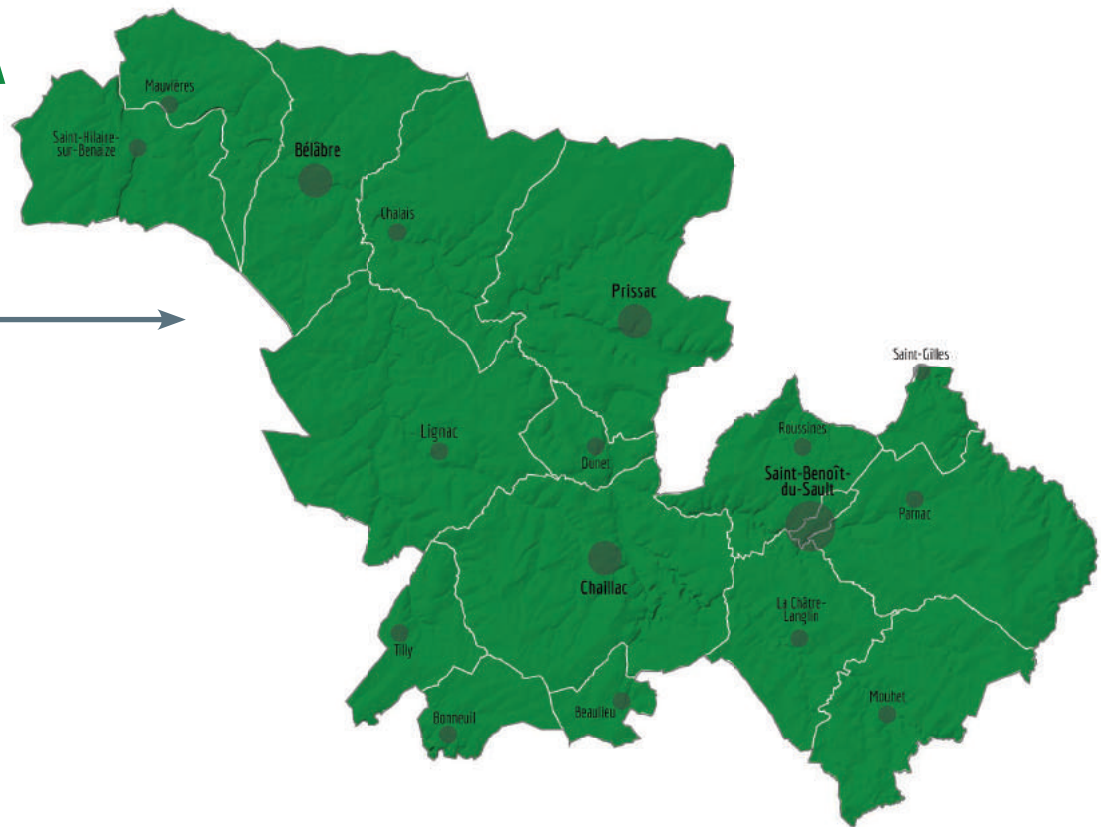 Mauvières
Saint-Hilaire-
sur-Benaize
Bélâbre
Chalais
Prissac
Saint-Gilles
Lignac
Dunet
Roussines
Saint-Benoît-
du-Sault
Parnac
Chaillac
La Châtre-
Langlin
Tilly
Bonneuil
Beaulieu
Mouhet